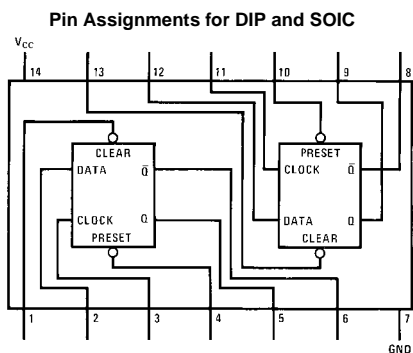 Pin Assignments for DIP and SOIC
VCC
14 13 12 11 10 9 8
CLEAR PRESET
DATA Q̅ CLOCK Q̅
CLOCK Q DATA Q
PRESET CLEAR
1 2 3 4 5 6 7
GND